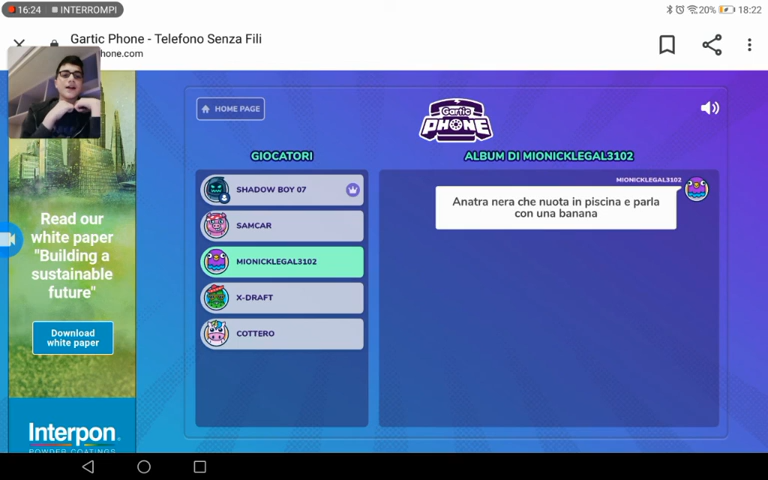 16:24 INTERROMPI
20% 18:22
Gartic Phone - Telefono Senza Fili
hone.com
HOME PAGE
Gartic
PHONE
GIOCATORI
ALBUM DI MIONICKLEGAL3102
SHADOW BOY 07
SAMCAR
MIONICKLEGAL3102
X-DRAFT
COTTERO
MIONICKLEGAL3102
Anatra nera che nuota in piscina e parla
con una banana
Read our
white paper
"Building a
sustainable
future"
Download
white paper
Interpon.
POWDER COATINGS